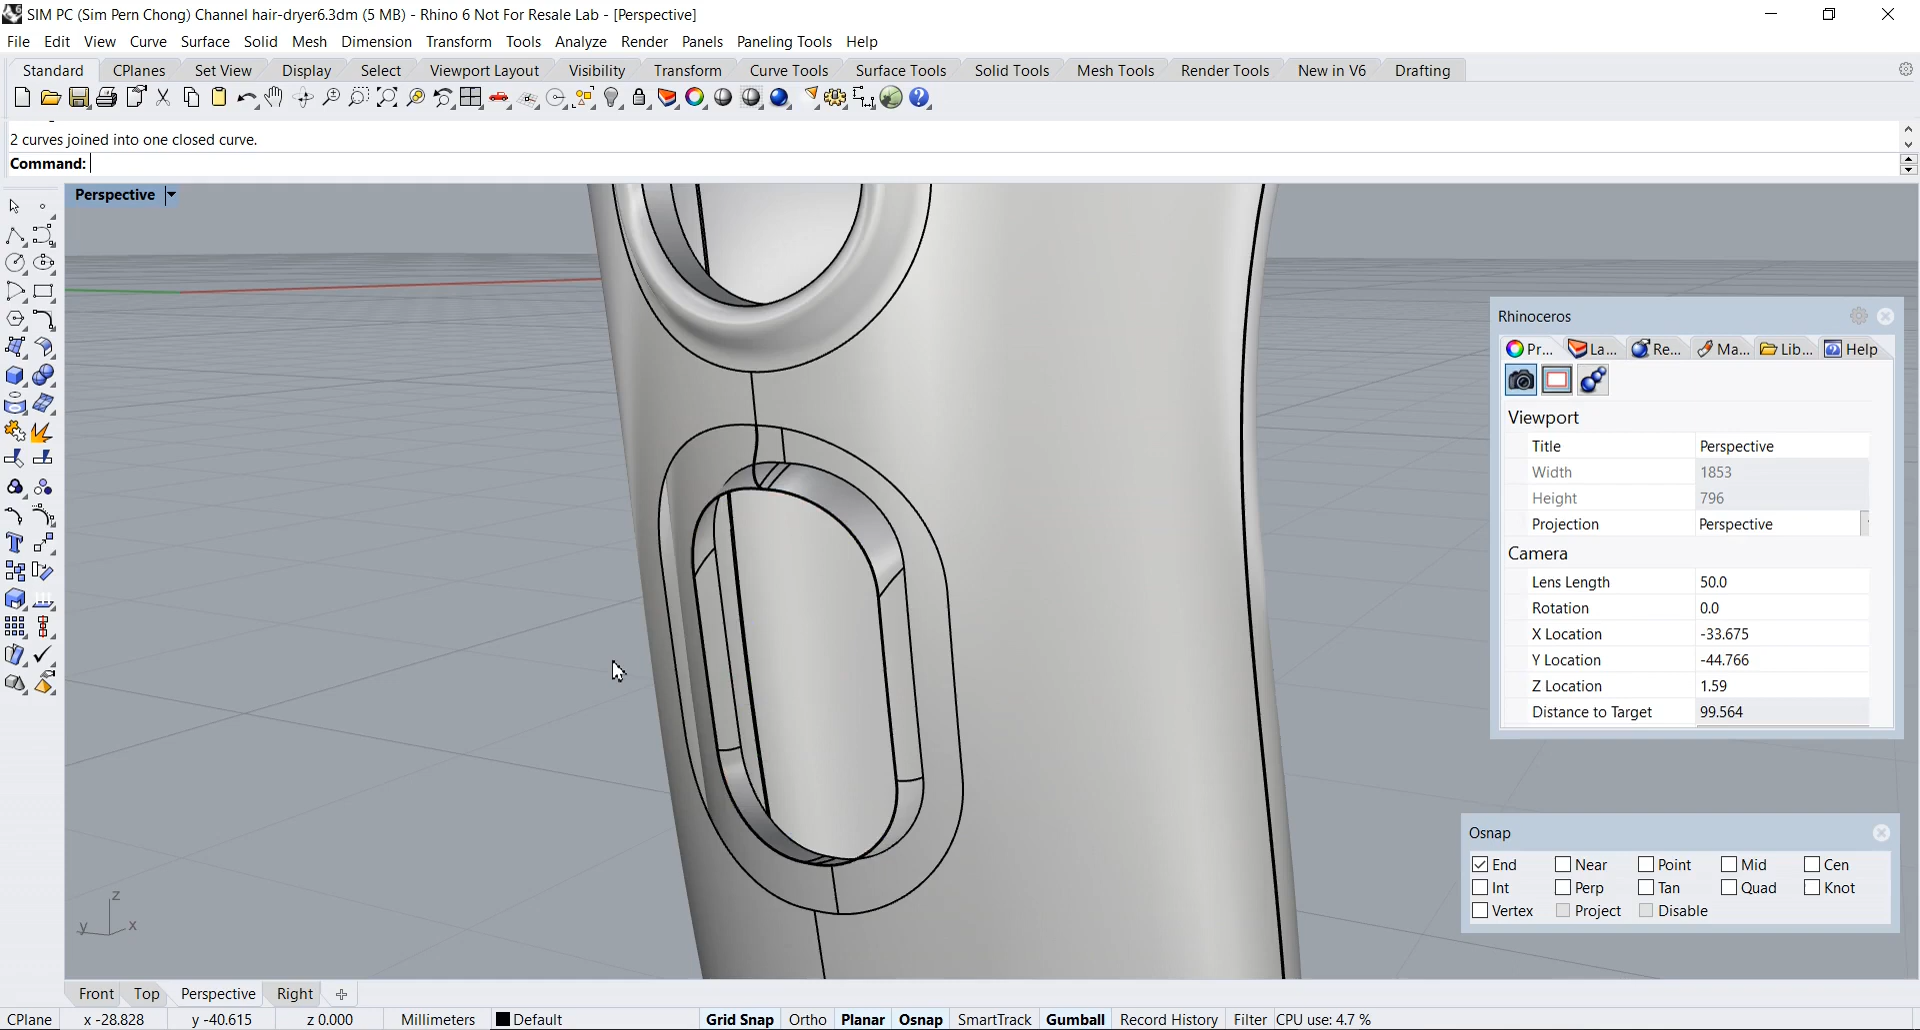 SIM PC (Sim Pern Chong) Channel hair-dryer6.3dm (5 MB) - Rhino 6 Not For Resale Lab - [Perspective]
File Edit View Curve Surface Solid Mesh Dimension Transform Tools Analyze Render Panels Paneling Tools Help
Standard CPlanes Set View Display Select Viewport Layout Visibility Transform Curve Tools Surface Tools Solid Tools Mesh Tools Render Tools New in V6 Drafting
2 curves joined into one closed curve.
Command:
Perspective
Rhinoceros
Pr... La... Re... Ma... Lib... Help
Viewport
Title Perspective
Width 1853
Height 796
Projection Perspective
Camera
Lens Length 50.0
Rotation 0.0
X Location -33.675
Y Location -44.766
Z Location 1.59
Distance to Target 99.564
Osnap
End Near Point Mid Cen
Int Perp Tan Quad Knot
Vertex Project Disable
z
y x
Front Top Perspective Right
CPlane x -28.828 y -40.615 z 0.000 Millimeters Default Grid Snap Ortho Planar Osnap SmartTrack Gumball Record History Filter CPU use: 4.7 %